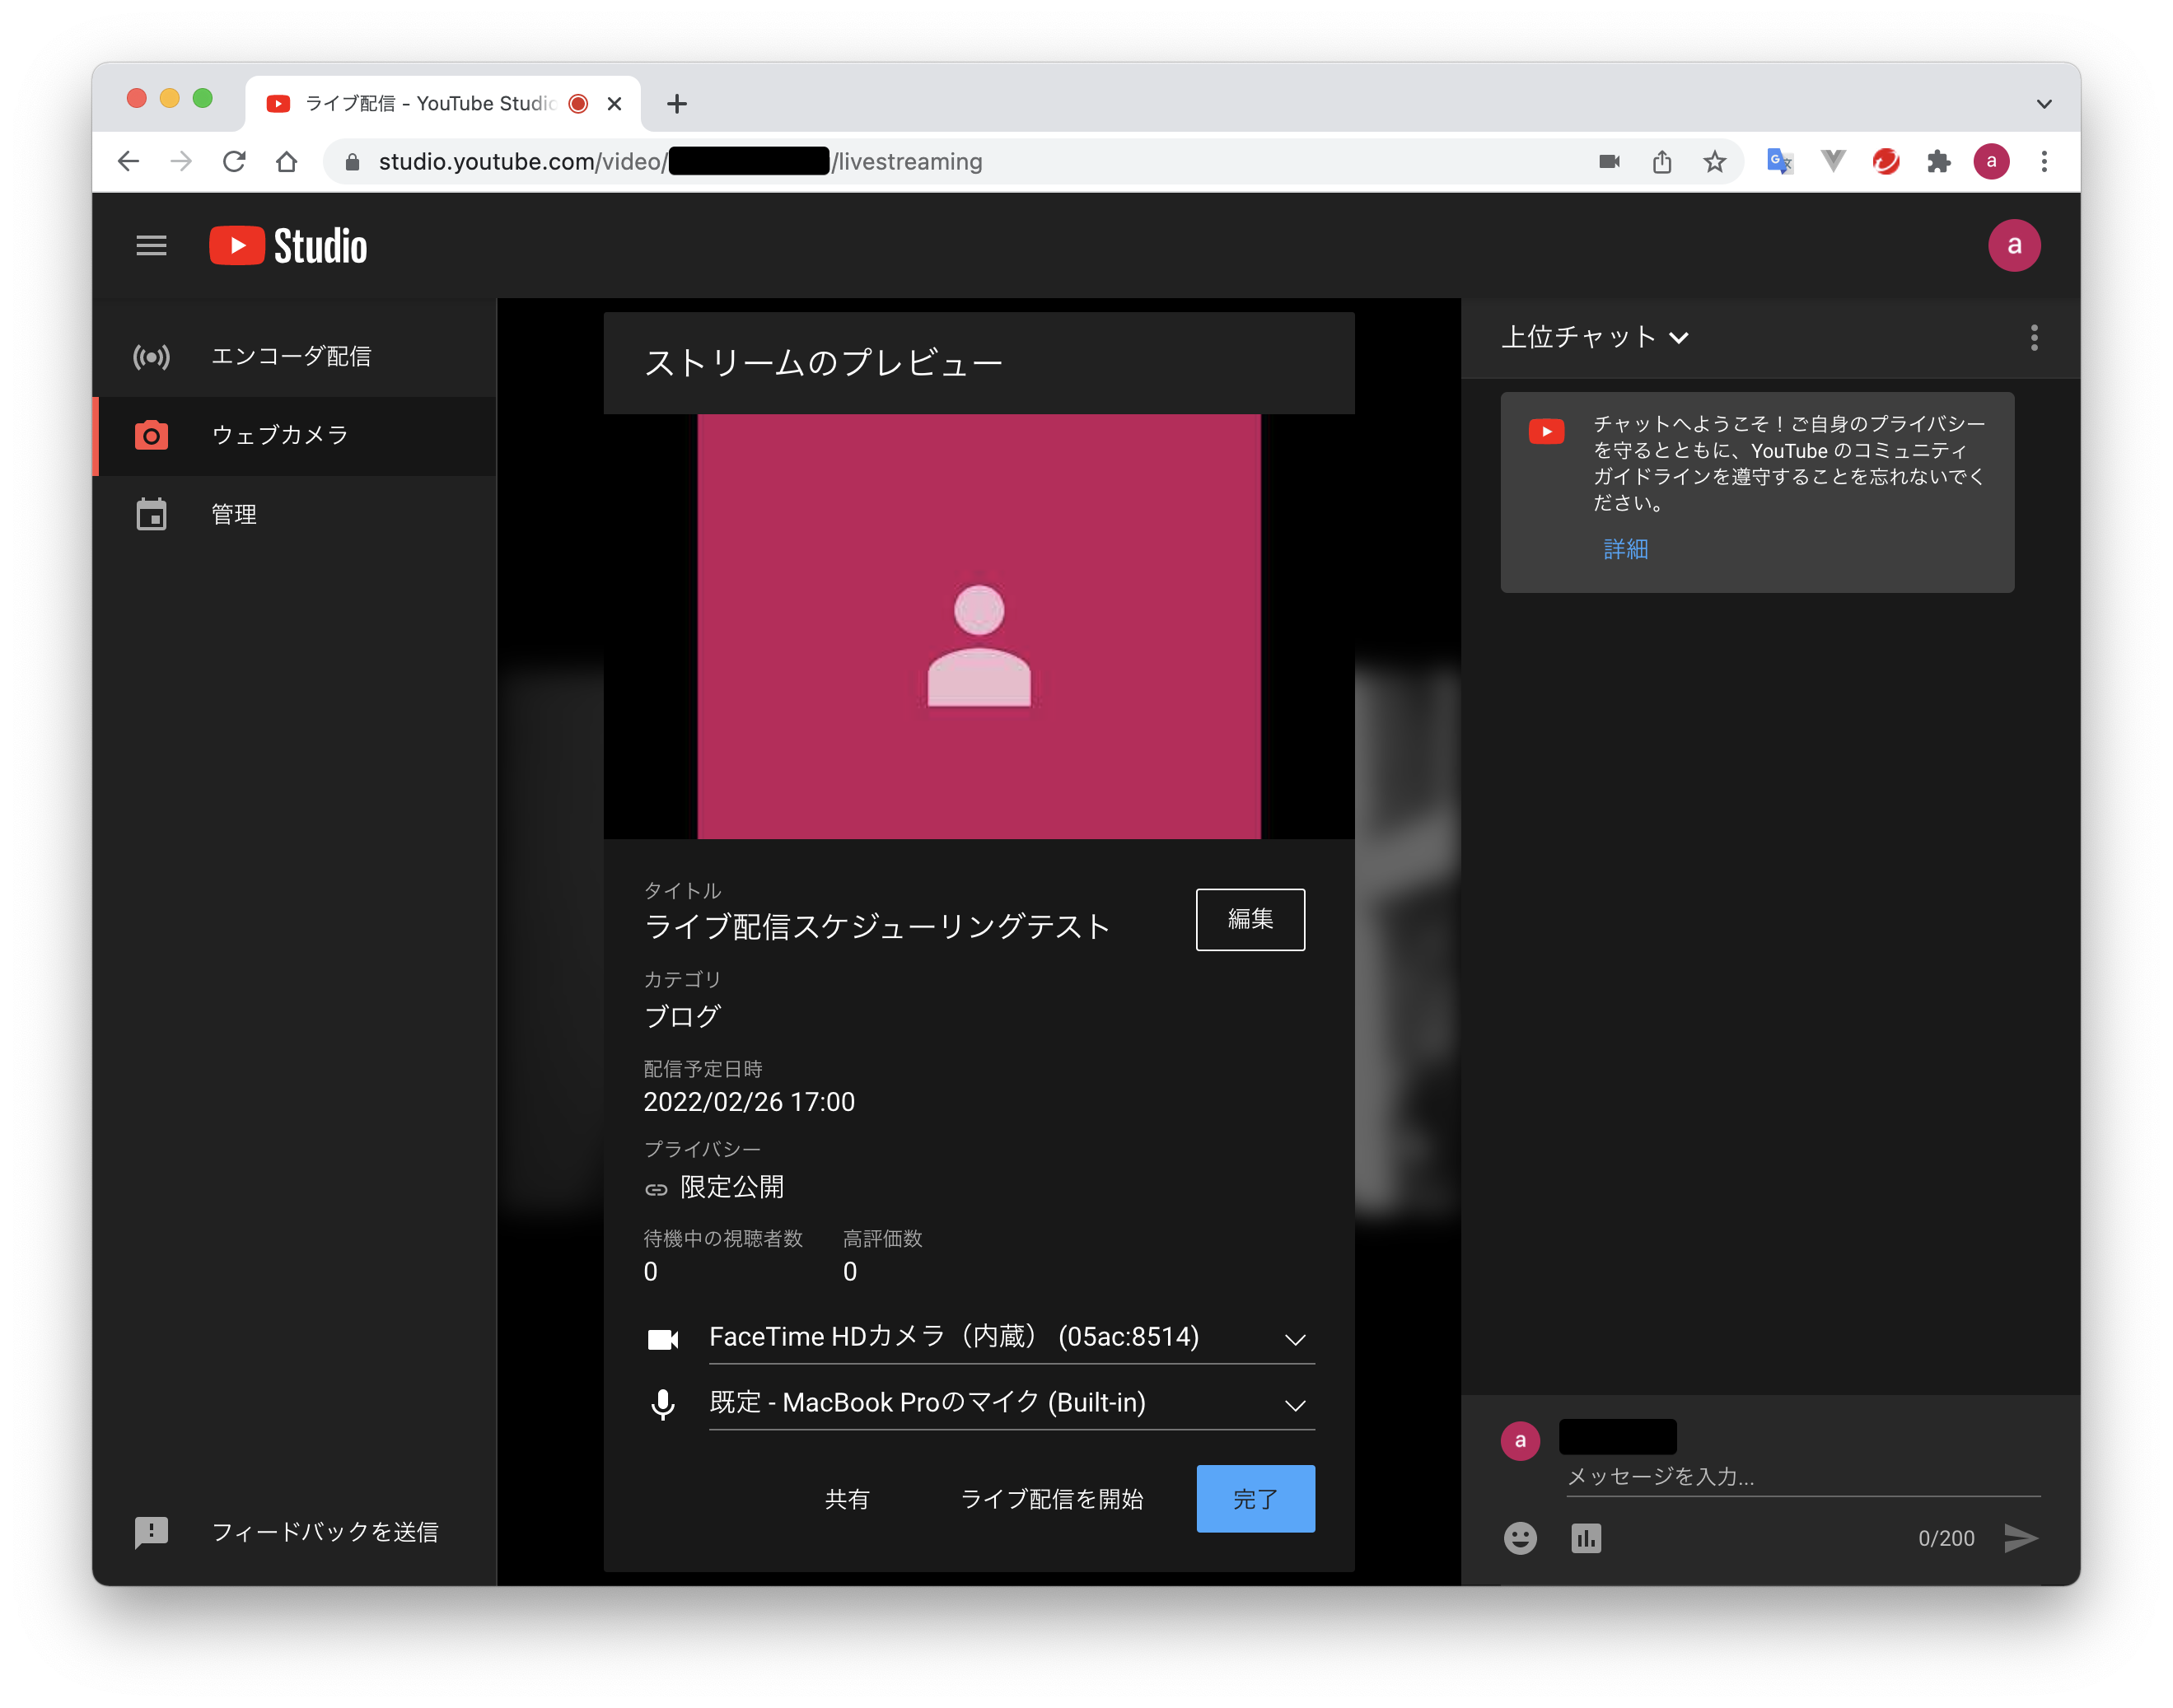 ライブ配信 - YouTube Studio
studio.youtube.com/video/
/livestreaming
a
Studio
a
エンコーダ配信
ウェブカメラ
管理
フィードバックを送信
ストリームのプレビュー
タイトル
ライブ配信スケジューリングテスト
編集
カテゴリ
ブログ
配信予定日時
2022/02/26 17:00
プライバシー
限定公開
待機中の視聴者数 高評価数
0 0
FaceTime HDカメラ（内蔵） (05ac:8514)
既定 - MacBook Proのマイク (Built-in)
共有 ライブ配信を開始 完了
上位チャット
チャットへようこそ！ご自身のプライバシー
を守るとともに、YouTube のコミュニティ
ガイドラインを遵守することを忘れないでく
ださい。
詳細
a
メッセージを入力...
0/200